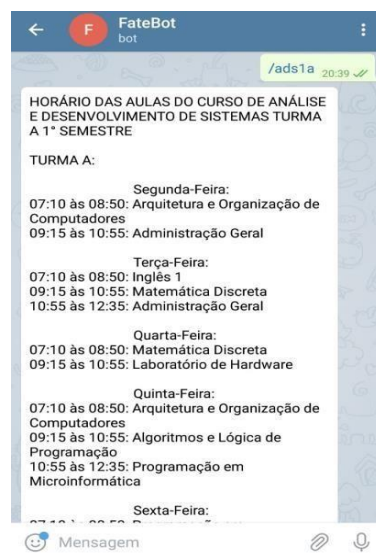 F
FateBot
bot
/ads1a 20:39
HORÁRIO DAS AULAS DO CURSO DE ANÁLISE
E DESENVOLVIMENTO DE SISTEMAS TURMA
A 1° SEMESTRE
TURMA A:
Segunda-Feira:
07:10 às 08:50: Arquitetura e Organização de
Computadores
09:15 às 10:55: Administração Geral
Terça-Feira:
07:10 às 08:50: Inglês 1
09:15 às 10:55: Matemática Discreta
10:55 às 12:35: Administração Geral
Quarta-Feira:
07:10 às 08:50: Matemática Discreta
09:15 às 10:55: Laboratório de Hardware
Quinta-Feira:
07:10 às 08:50: Arquitetura e Organização de
Computadores
09:15 às 10:55: Algoritmos e Lógica de
Programação
10:55 às 12:35: Programação em
Microinformática
Sexta-Feira:
Mensagem